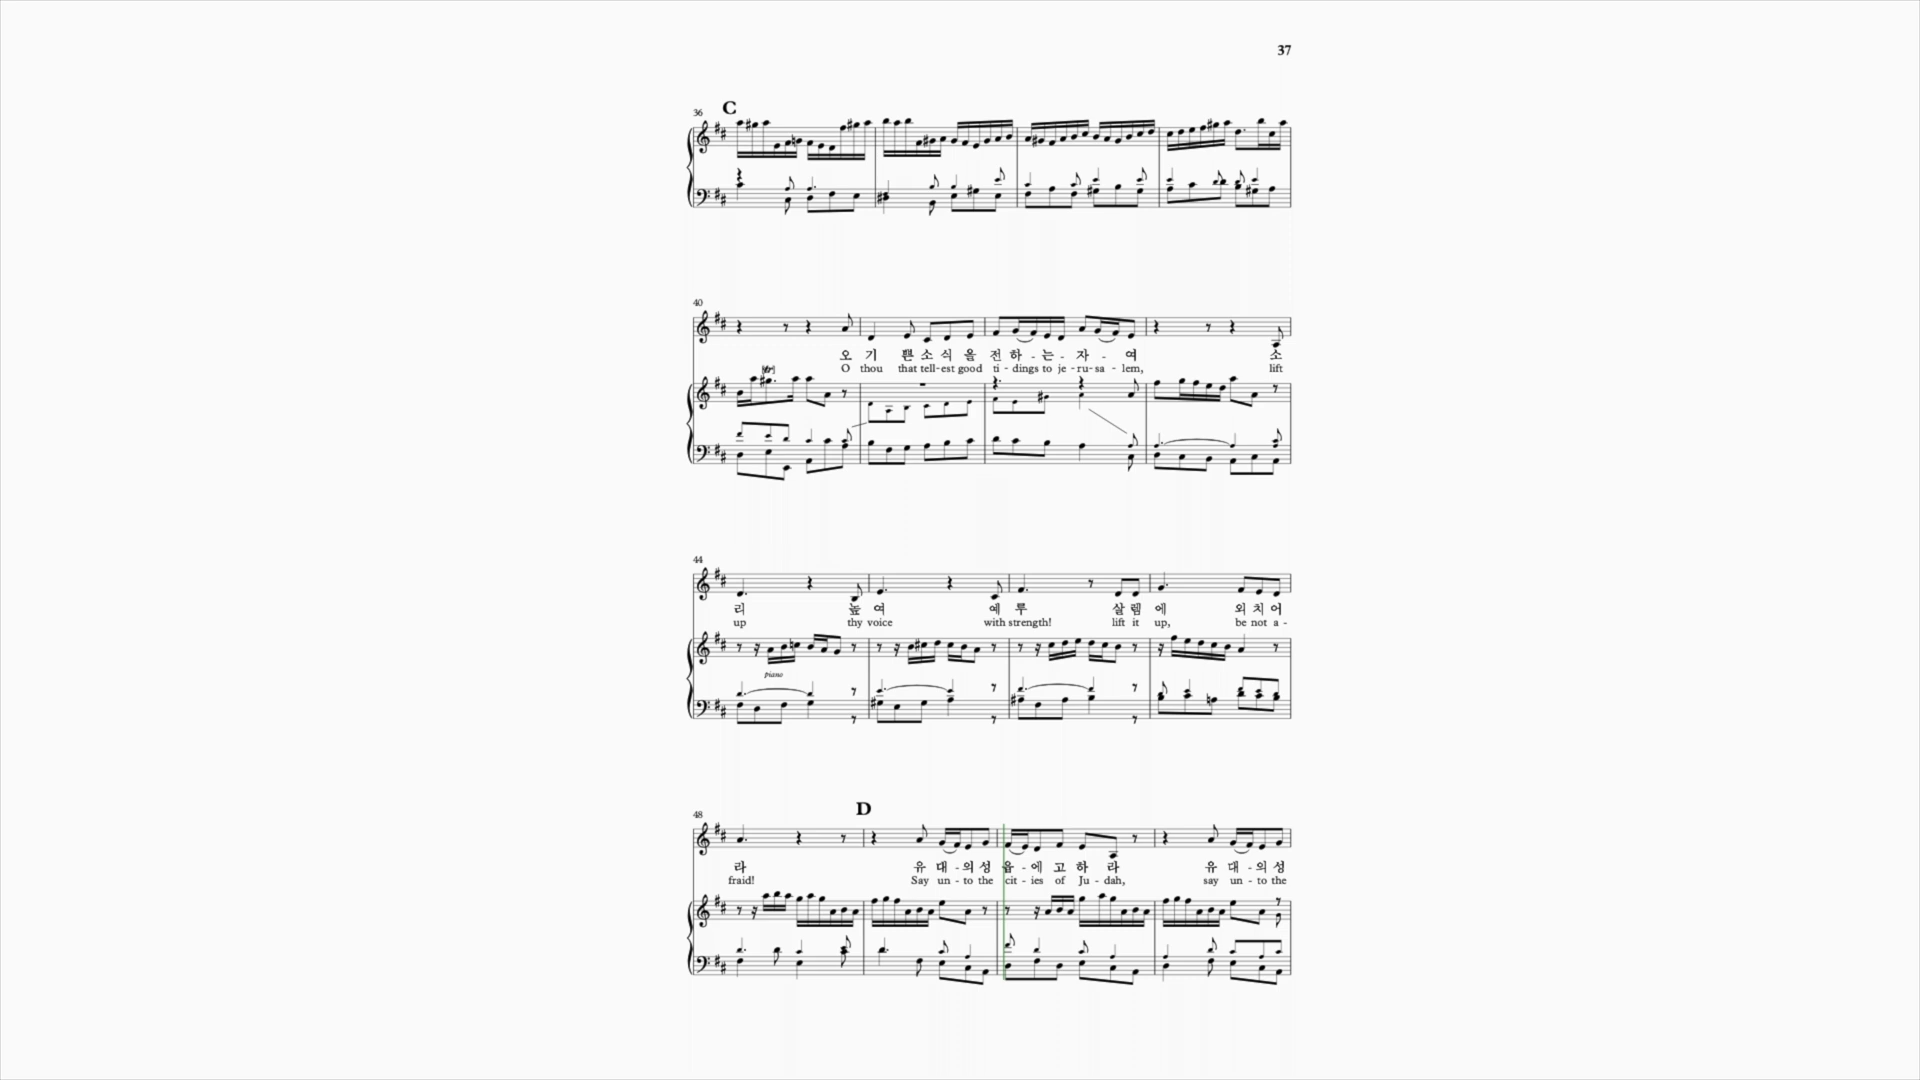 37
C
36
40
오 기 쁜 소 식 을 전 하 - 는 - 자 - 여 소
O thou that tell-est good ti - dings to je - ru - sa - lem, lift
[tr]
44
리 높 여 예 루 살 렘 에 외 치 어
up thy voice with strength! lift it up, be not a -
piano
D
48
라 유 대 - 의 성 읍 - 에 고 하 라 유 대 - 의 성
fraid! Say un - to the cit - ies of Ju - dah, say un - to the